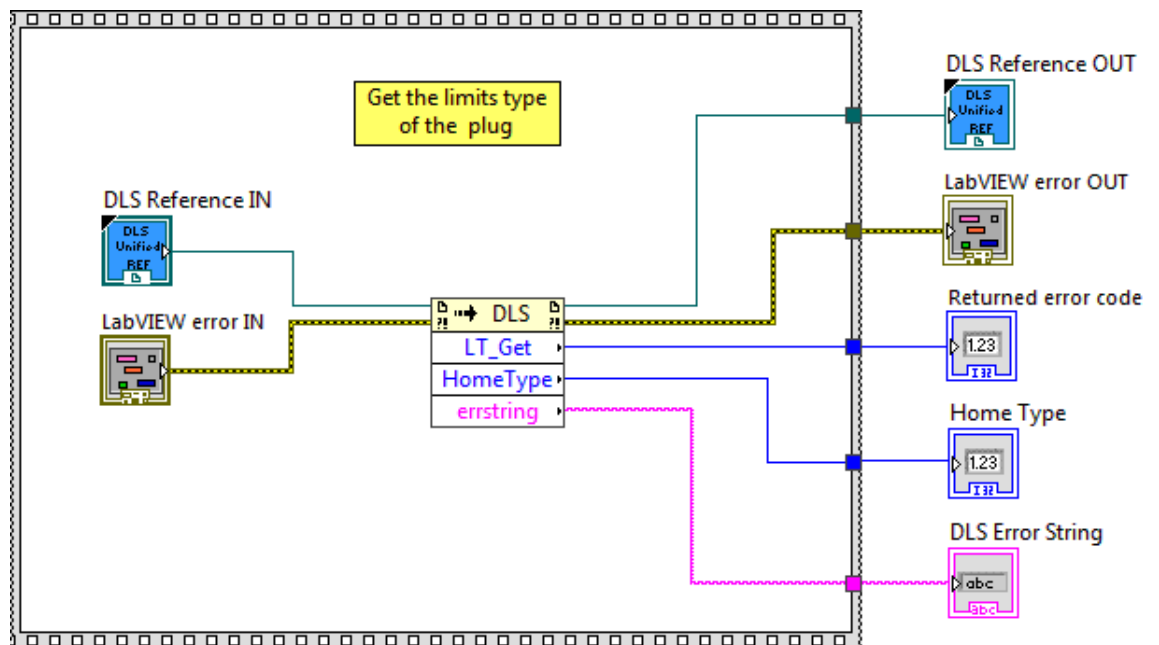 DLS Reference OUT
DLS
Unified
REF
Get the limits type
of the plug
LabVIEW error OUT
DLS Reference IN
DLS
Unified
REF
Returned error code
1.23
I32
LabVIEW error IN
?! DLS ?!
LT_Get
HomeType
errstring
Home Type
1.23
I32
DLS Error String
abc
abc